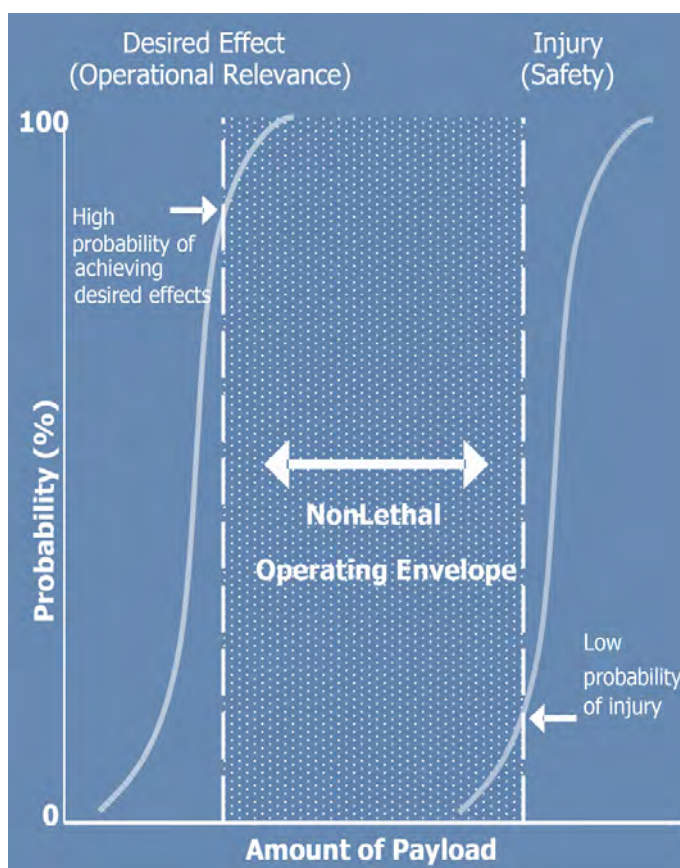 Desired Effect
(Operational Relevance)
Injury
(Safety)
100
High
probability of
achieving
desired effects
Probability (%)
NonLethal
Operating Envelope
Low
probability
of injury
0
Amount of Payload